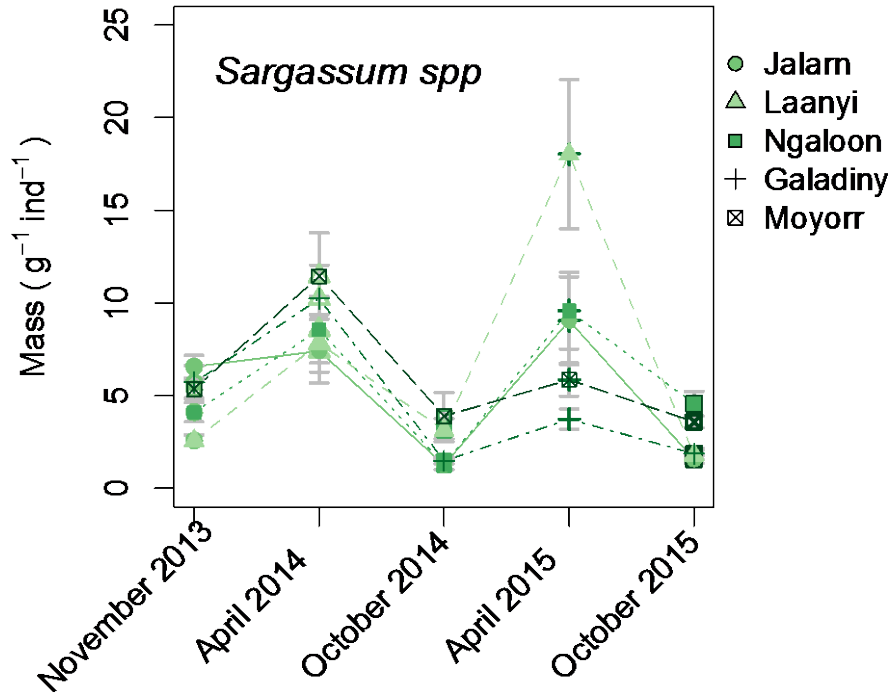 Sargassum spp
Mass ( g⁻¹ ind⁻¹ )
25
20
15
10
5
0
November 2013
April 2014
October 2014
April 2015
October 2015
Jalarn
Laanyi
Ngaloon
Galadiny
Moyorr